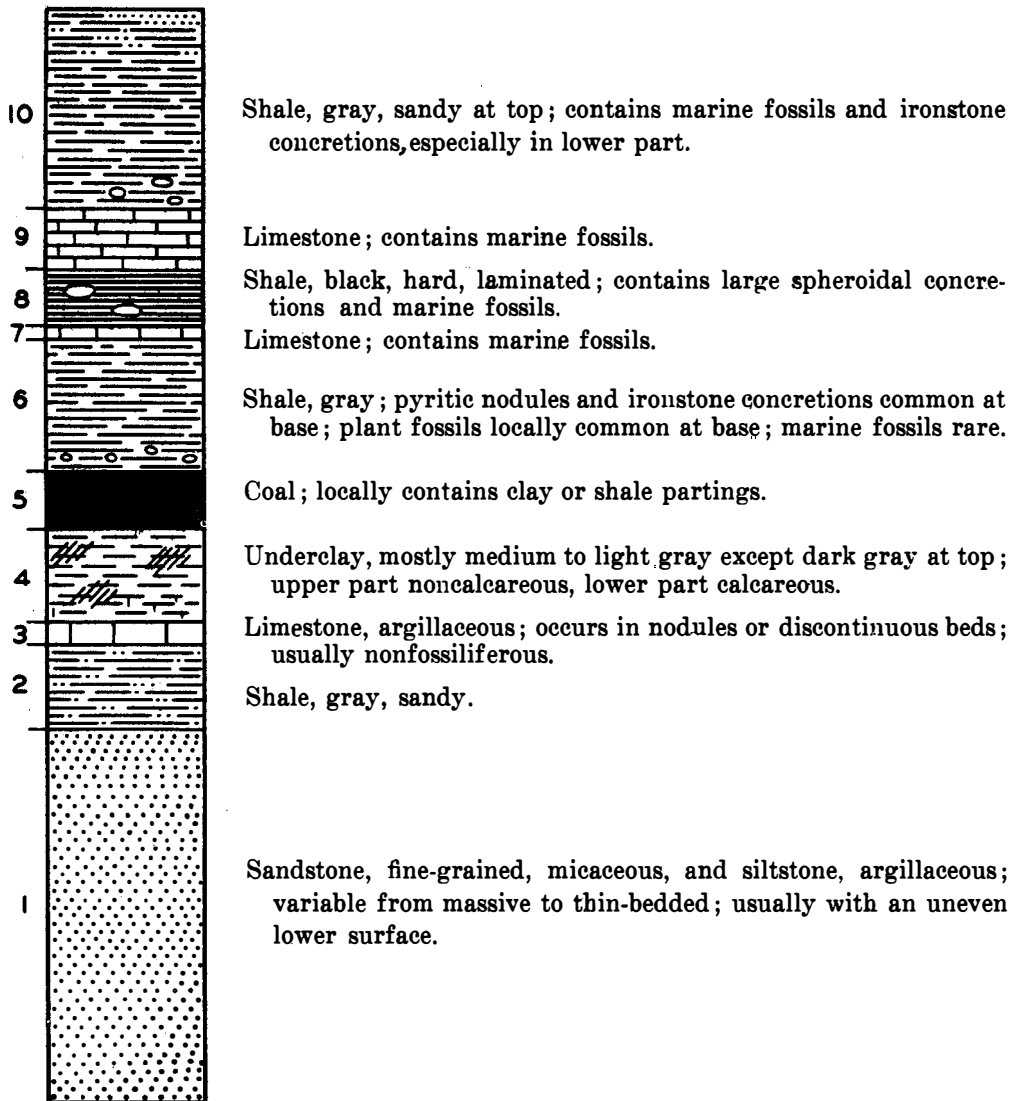 10
Shale, gray, sandy at top; contains marine fossils and ironstone
concretions, especially in lower part.
9
Limestone; contains marine fossils.
8
Shale, black, hard, laminated; contains large spheroidal concre-
tions and marine fossils.
7
Limestone; contains marine fossils.
6
Shale, gray; pyritic nodules and ironstone concretions common at
base; plant fossils locally common at base; marine fossils rare.
5
Coal; locally contains clay or shale partings.
4
Underclay, mostly medium to light gray except dark gray at top;
upper part noncalcareous, lower part calcareous.
3
Limestone, argillaceous; occurs in nodules or discontinuous beds;
usually nonfossiliferous.
2
Shale, gray, sandy.
1
Sandstone, fine-grained, micaceous, and siltstone, argillaceous;
variable from massive to thin-bedded; usually with an uneven
lower surface.